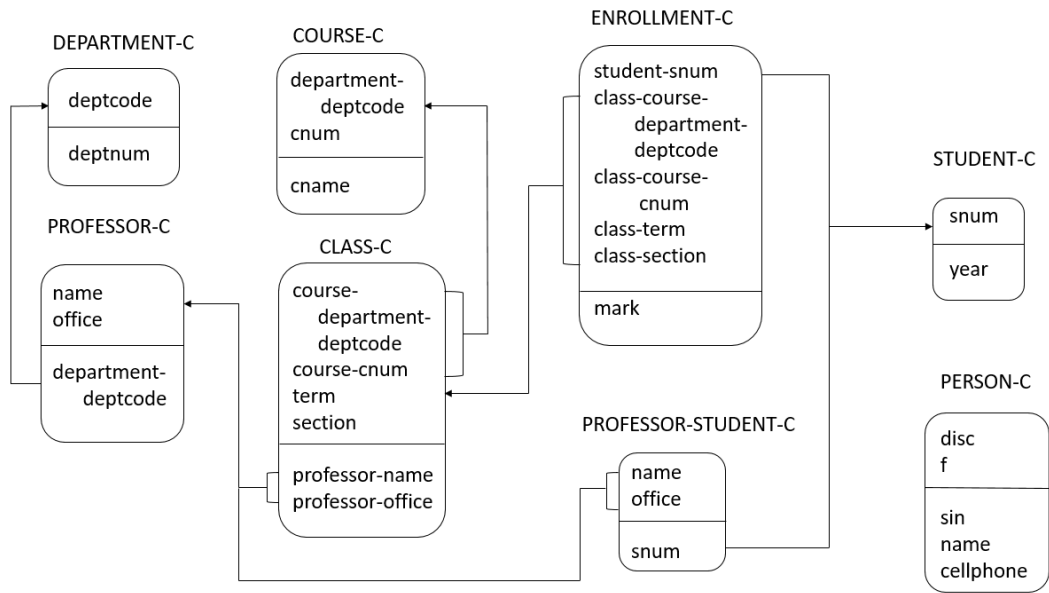 DEPARTMENT-C
deptcode
deptnum
PROFESSOR-C
name
office
department-
deptcode
COURSE-C
department-
deptcode
cnum
cname
CLASS-C
course-
department-
deptcode
course-cnum
term
section
professor-name
professor-office
ENROLLMENT-C
student-snum
class-course-
department-
deptcode
class-course-
cnum
class-term
class-section
mark
PROFESSOR-STUDENT-C
name
office
snum
STUDENT-C
snum
year
PERSON-C
disc
f
sin
name
cellphone